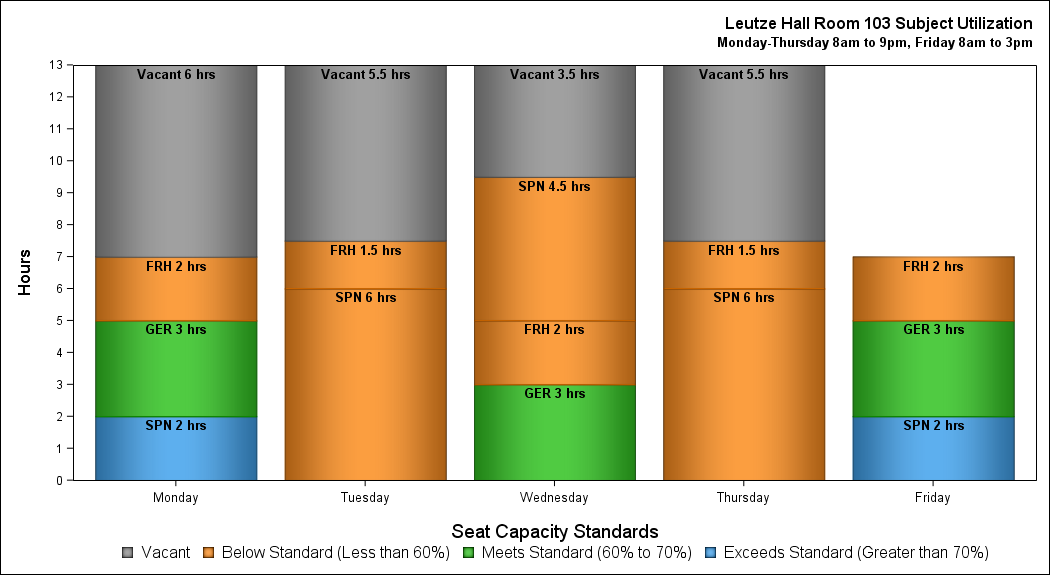 Leutze Hall Room 103 Subject Utilization
Monday-Thursday 8am to 9pm, Friday 8am to 3pm
Hours
13
12
11
10
9
8
7
6
5
4
3
2
1
0
Vacant 6 hrs
FRH 2 hrs
GER 3 hrs
SPN 2 hrs
Vacant 5.5 hrs
FRH 1.5 hrs
SPN 6 hrs
Vacant 3.5 hrs
SPN 4.5 hrs
FRH 2 hrs
GER 3 hrs
Vacant 5.5 hrs
FRH 1.5 hrs
SPN 6 hrs
FRH 2 hrs
GER 3 hrs
SPN 2 hrs
Monday Tuesday Wednesday Thursday Friday
Seat Capacity Standards
Vacant Below Standard (Less than 60%) Meets Standard (60% to 70%) Exceeds Standard (Greater than 70%)